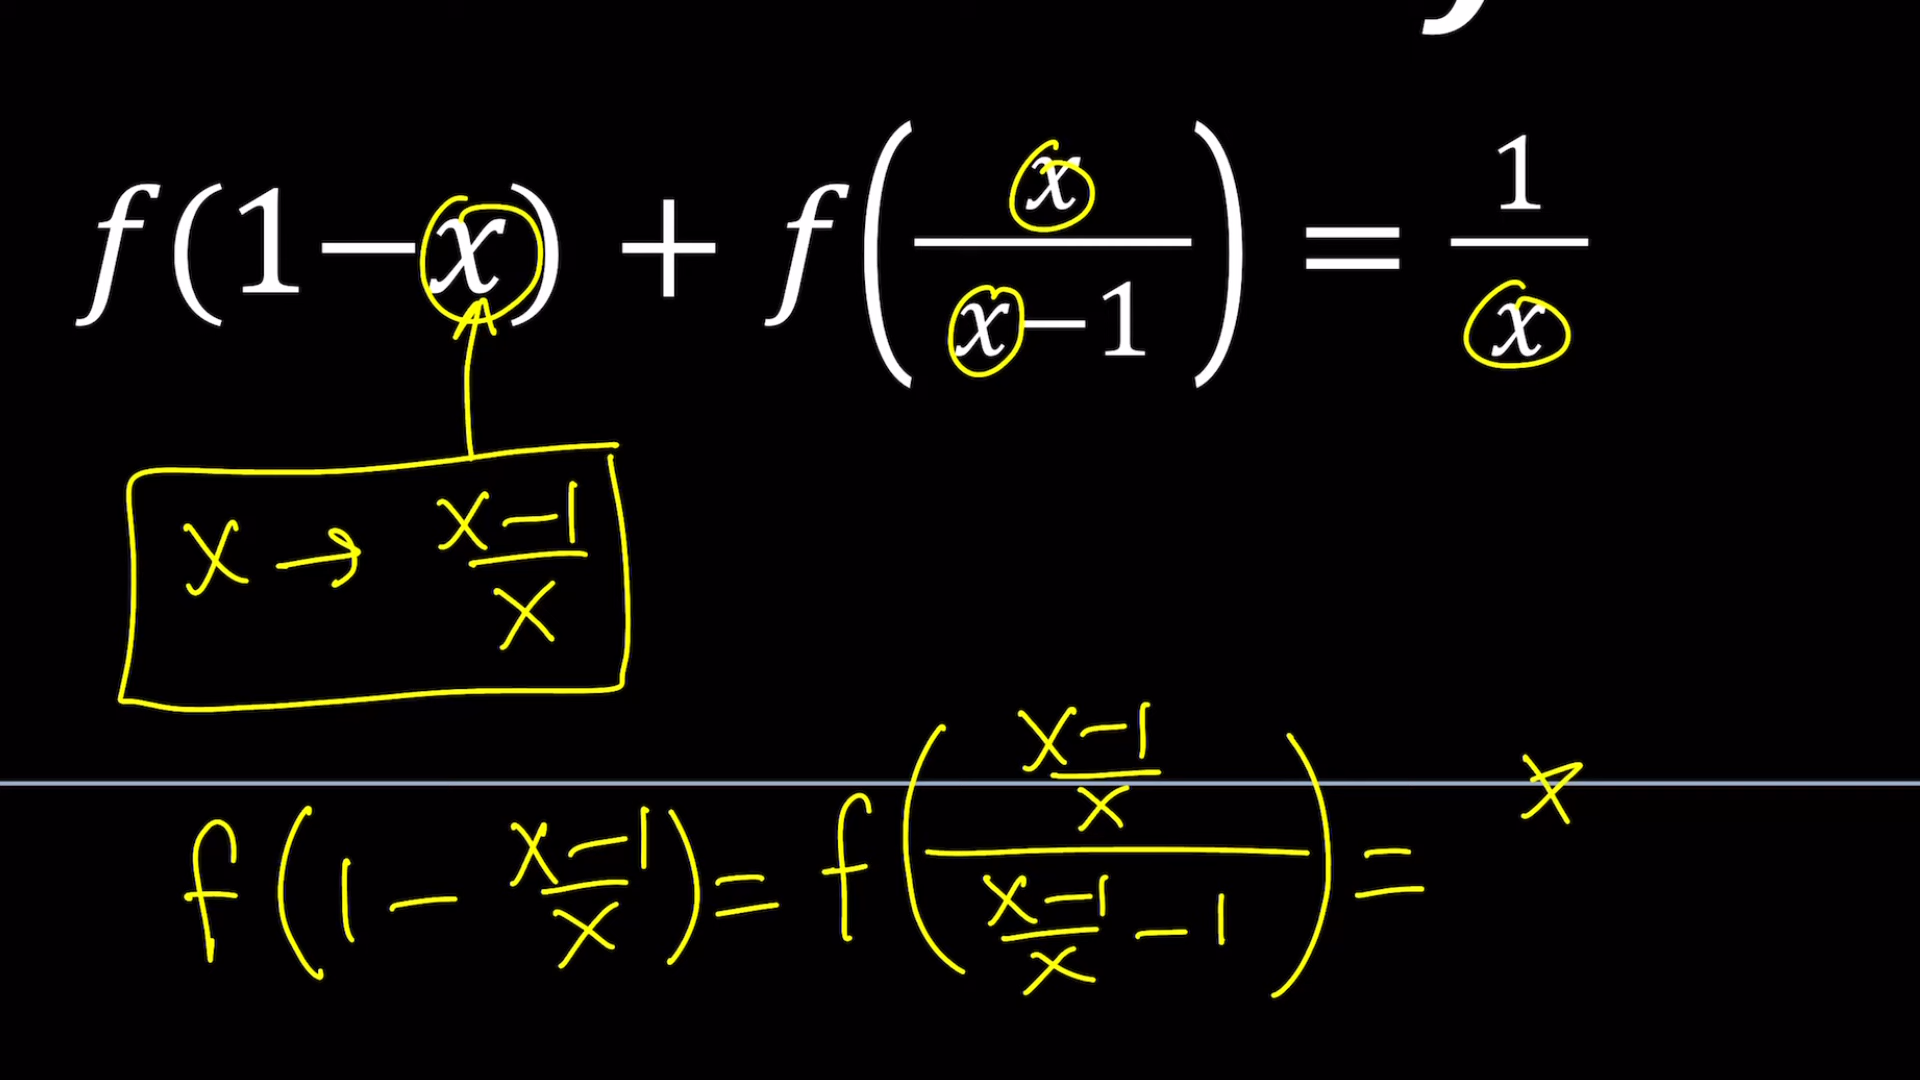 f(1−x) + f(x/(x−1)) = 1/x
x → (x−1)/x
f(1 − (x−1)/x) = f(((x−1)/x)/((x−1)/x − 1)) = x